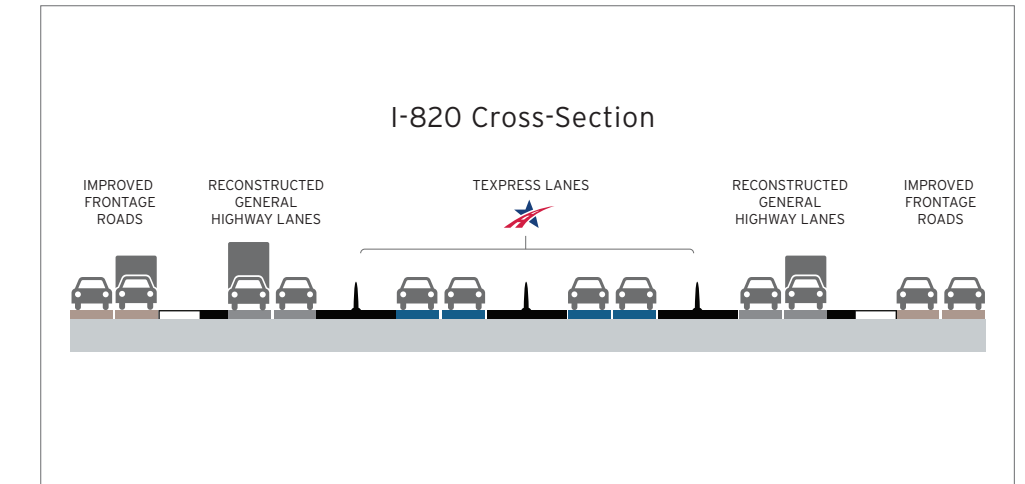 I-820 Cross-Section
IMPROVED
FRONTAGE
ROADS
RECONSTRUCTED
GENERAL
HIGHWAY LANES
TEXPRESS LANES
RECONSTRUCTED
GENERAL
HIGHWAY LANES
IMPROVED
FRONTAGE
ROADS